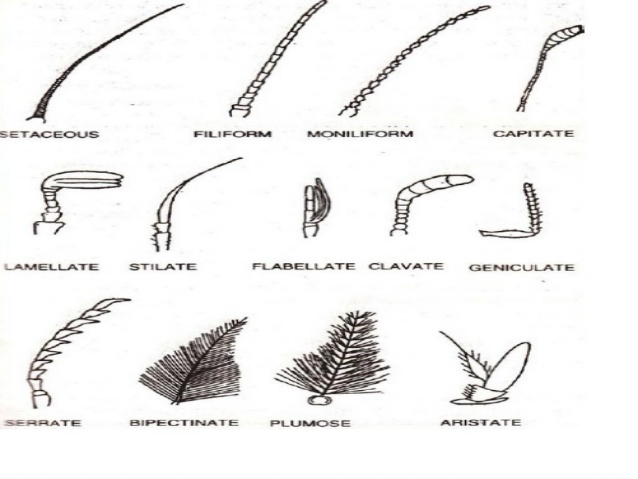 SETACEOUS FILIFORM MONILIFORM CAPITATE
LAMELLATE STILATE FLABELLATE CLAVATE GENICULATE
SERRATE BIPECTINATE PLUMOSE ARISTATE